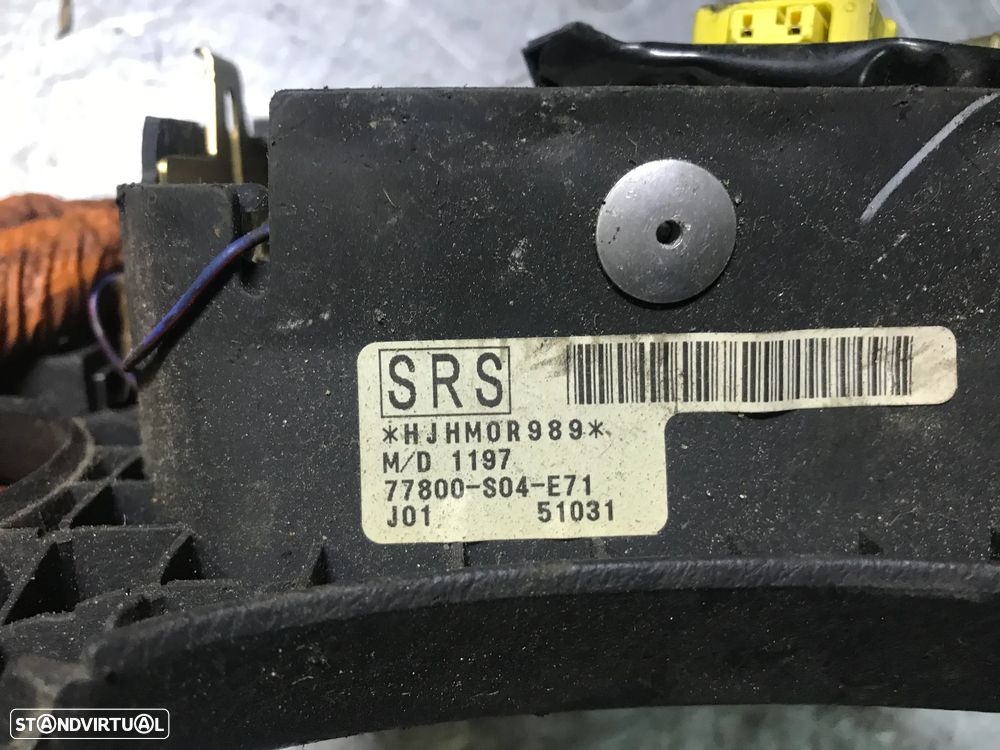 SRS
*HJHM0R989*
M/D 1197
77800-S04-E71
J01 51031
STANDVIRTUAL